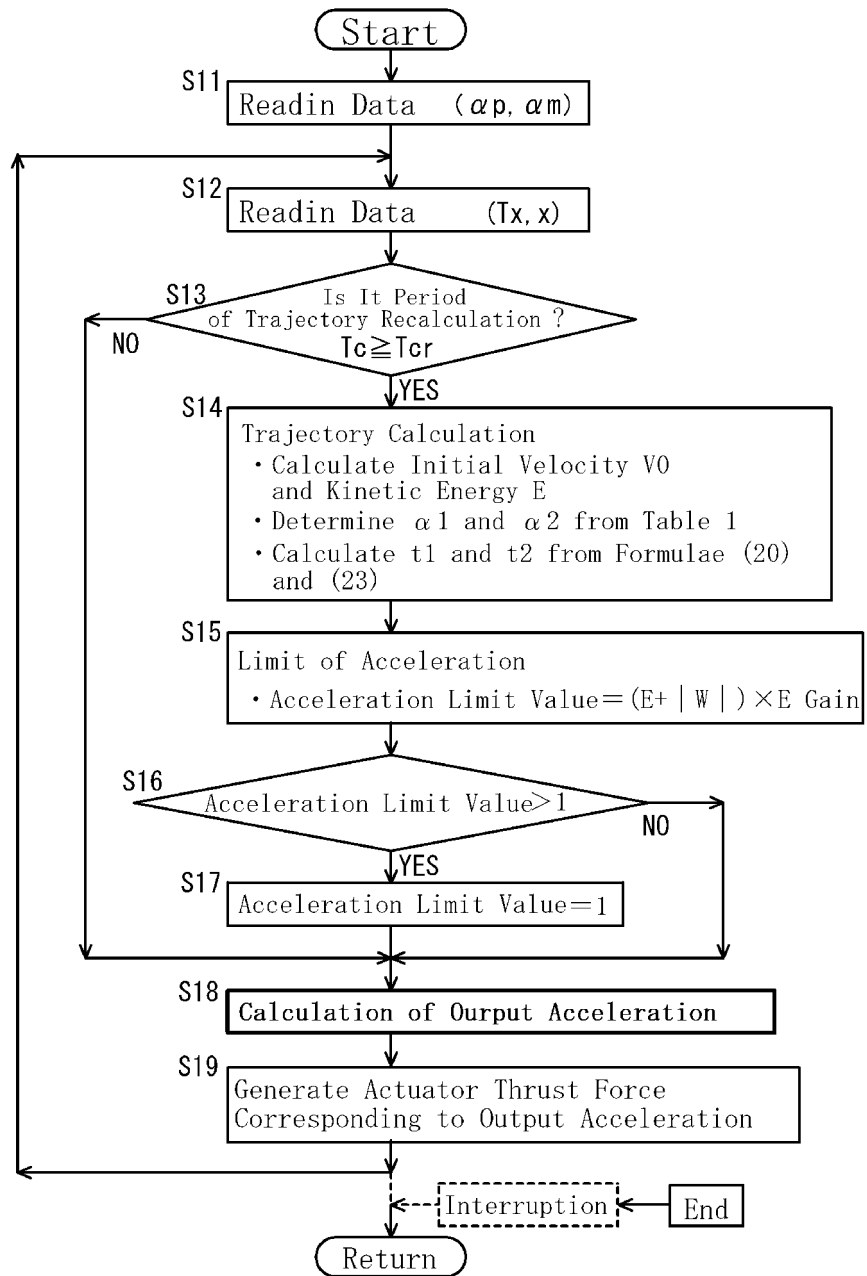 Start
S11
Readin Data (αp, αm)
S12
Readin Data (Tx, x)
S13
Is It Period
of Trajectory Recalculation ?
Tc≧Tcr
NO
YES
S14
Trajectory Calculation
・Calculate Initial Velocity V0
and Kinetic Energy E
・Determine α1 and α2 from Table 1
・Calculate t1 and t2 from Formulae (20)
and (23)
S15
Limit of Acceleration
・Acceleration Limit Value=(E+|W|)×E Gain
S16
Acceleration Limit Value>1
NO
YES
S17
Acceleration Limit Value=1
S18
Calculation of Ourput Acceleration
S19
Generate Actuator Thrust Force
Corresponding to Output Acceleration
Interruption
End
Return